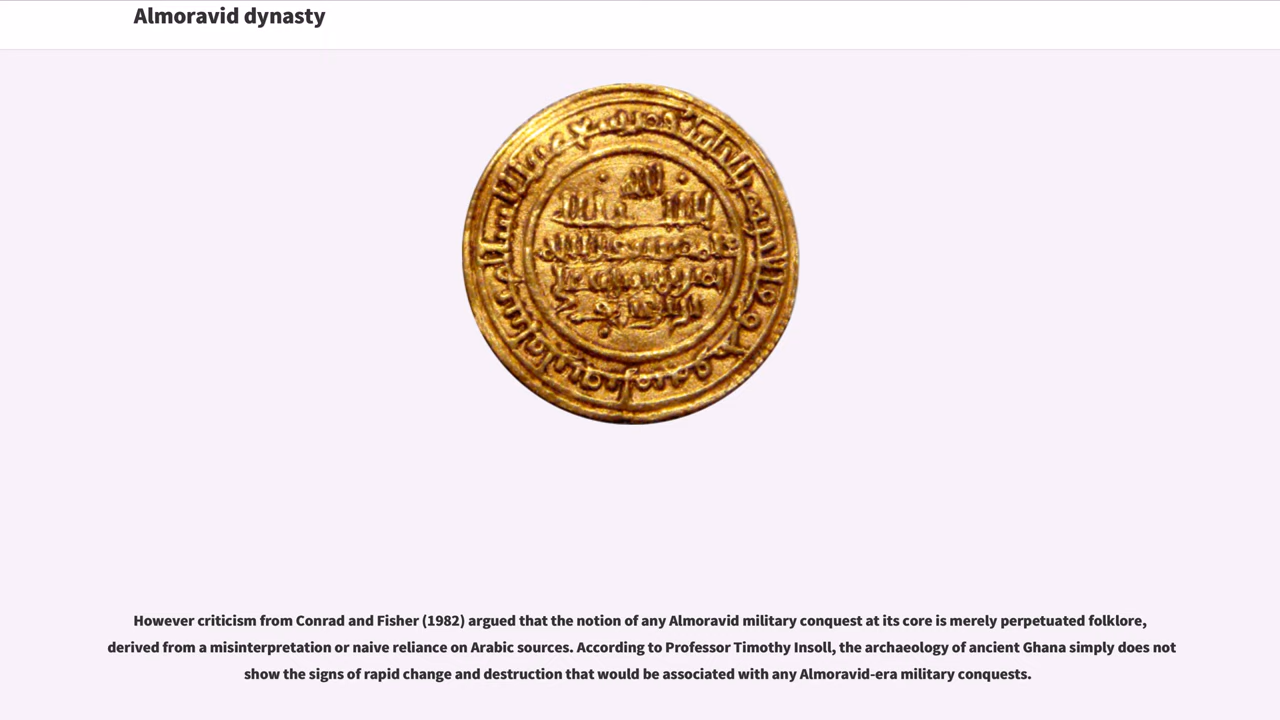 Almoravid dynasty
However criticism from Conrad and Fisher (1982) argued that the notion of any Almoravid military conquest at its core is merely perpetuated folklore,
derived from a misinterpretation or naive reliance on Arabic sources. According to Professor Timothy Insoll, the archaeology of ancient Ghana simply does not
show the signs of rapid change and destruction that would be associated with any Almoravid-era military conquests.